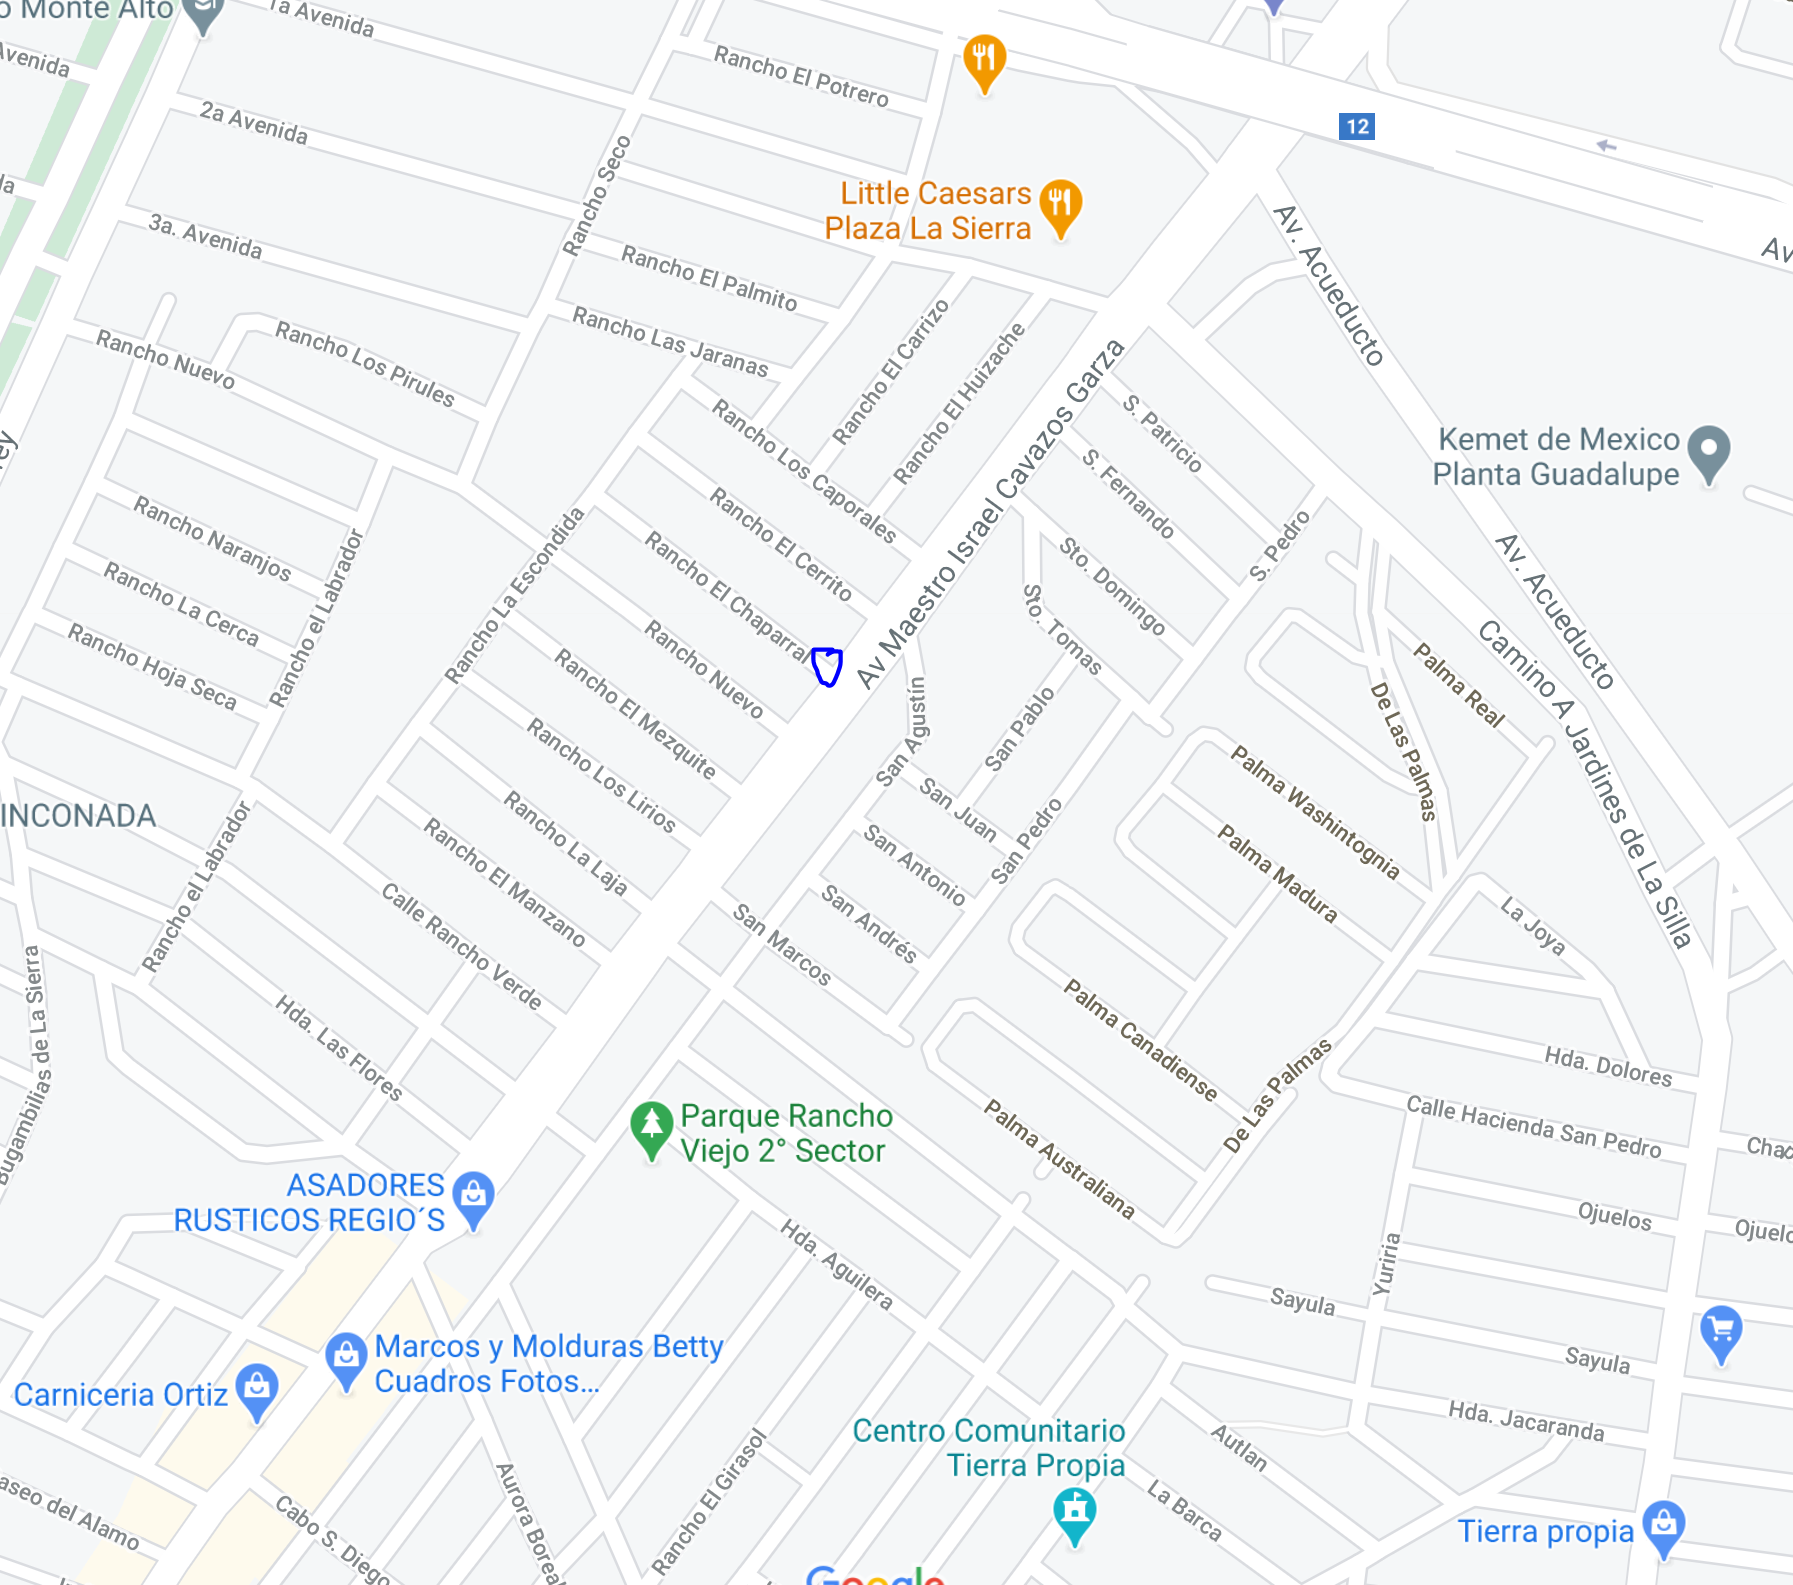 o Monte Alto
1a Avenida
Avenida
Rancho El Potrero
2a Avenida
12
Rancho Seco
Little Caesars
Plaza La Sierra
3a. Avenida
Av. Acueducto
Av
Rancho El Palmito
Rancho Las Jaranas
Rancho El Carrizo
Rancho Nuevo
Rancho Los Pirules
Rancho El Huizache
Av Maestro Israel Cavazos Garza
S. Patricio
Rancho Los Caporales
Kemet de Mexico
Planta Guadalupe
S. Fernando
Rancho El Cerrito
Rancho Naranjos
Rancho La Escondida
Rancho El Chaparral
Rancho el Labrador
Sto. Domingo
S. Pedro
Av. Acueducto
Rancho La Cerca
Sto. Tomas
Rancho Nuevo
Rancho Hoja Seca
Rancho El Mezquite
San Agustín
San Pablo
Palma Real
De Las Palmas
Camino A Jardines de La Silla
Rancho Los Lirios
Palma Washintognia
INCONADA
Rancho La Laja
San Juan
San Pedro
Rancho el Labrador
Rancho El Manzano
San Antonio
Palma Madura
Calle Rancho Verde
San Andrés
San Marcos
La Joya
Bugambilias de La Sierra
Hda. Las Flores
Palma Canadiense
Hda. Dolores
De Las Palmas
Parque Rancho
Viejo 2° Sector
Palma Australiana
Calle Hacienda San Pedro
ASADORES
RUSTICOS REGIO´S
Hda. Aguilera
Ojuelos
Yuriria
Sayula
Marcos y Molduras Betty
Cuadros Fotos...
Sayula
Carniceria Ortiz
Hda. Jacaranda
Centro Comunitario
Tierra Propia
Autlan
Rancho El Girasol
Aurora Boreal
La Barca
aseo del Alamo
Cabo S. Diego
Tierra propia
Google